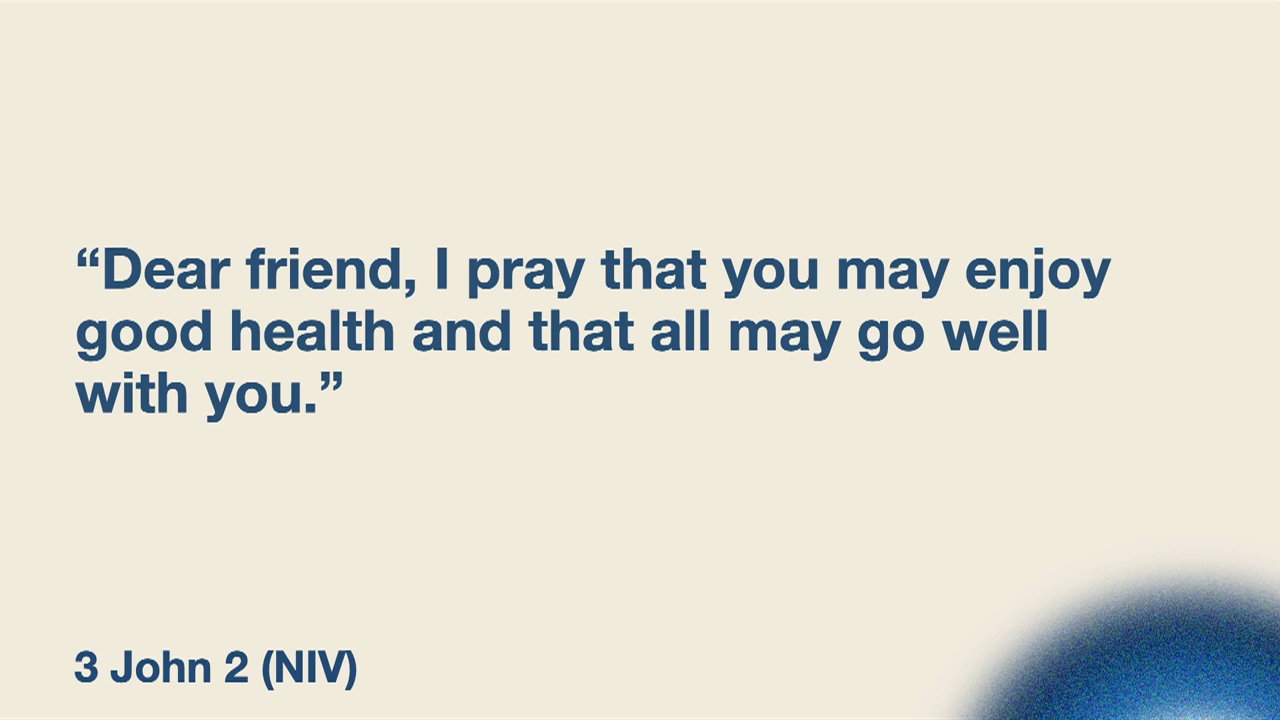 “Dear friend, I pray that you may enjoy
good health and that all may go well
with you.”
3 John 2 (NIV)